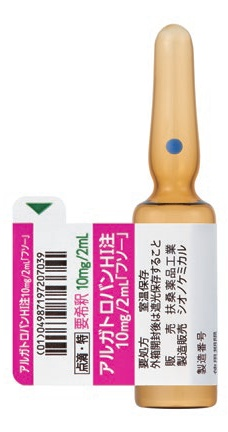 アルガトロバンHI注10mg/2mL「フソー」
(01)04987197207039
点滴・特 要希釈 10mg/2mL
アルガトロバンHI注
10mg/2mL「フソー」
要処方 室温保存
外箱開封後は遮光保存すること
販 売 扶桑薬品工業
製造販売 シオノケミカル
製造番号